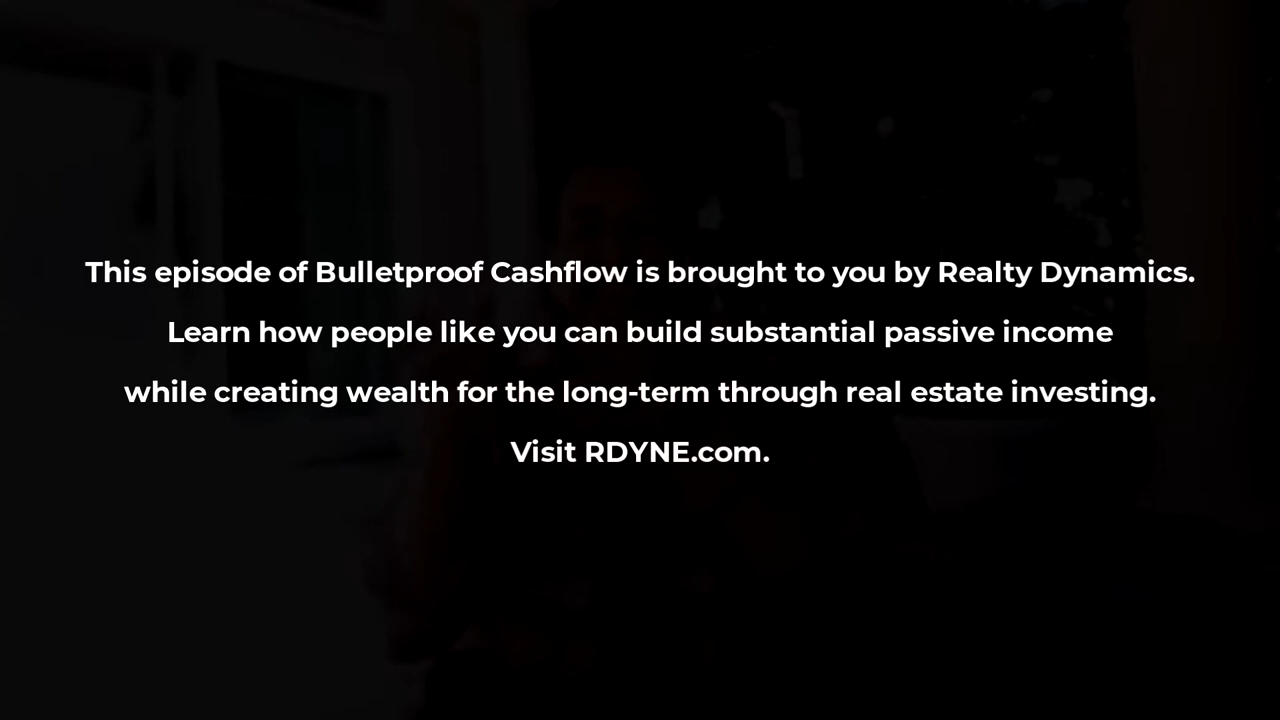 This episode of Bulletproof Cashflow is brought to you by Realty Dynamics.
Learn how people like you can build substantial passive income
while creating wealth for the long-term through real estate investing.
Visit RDYNE.com.